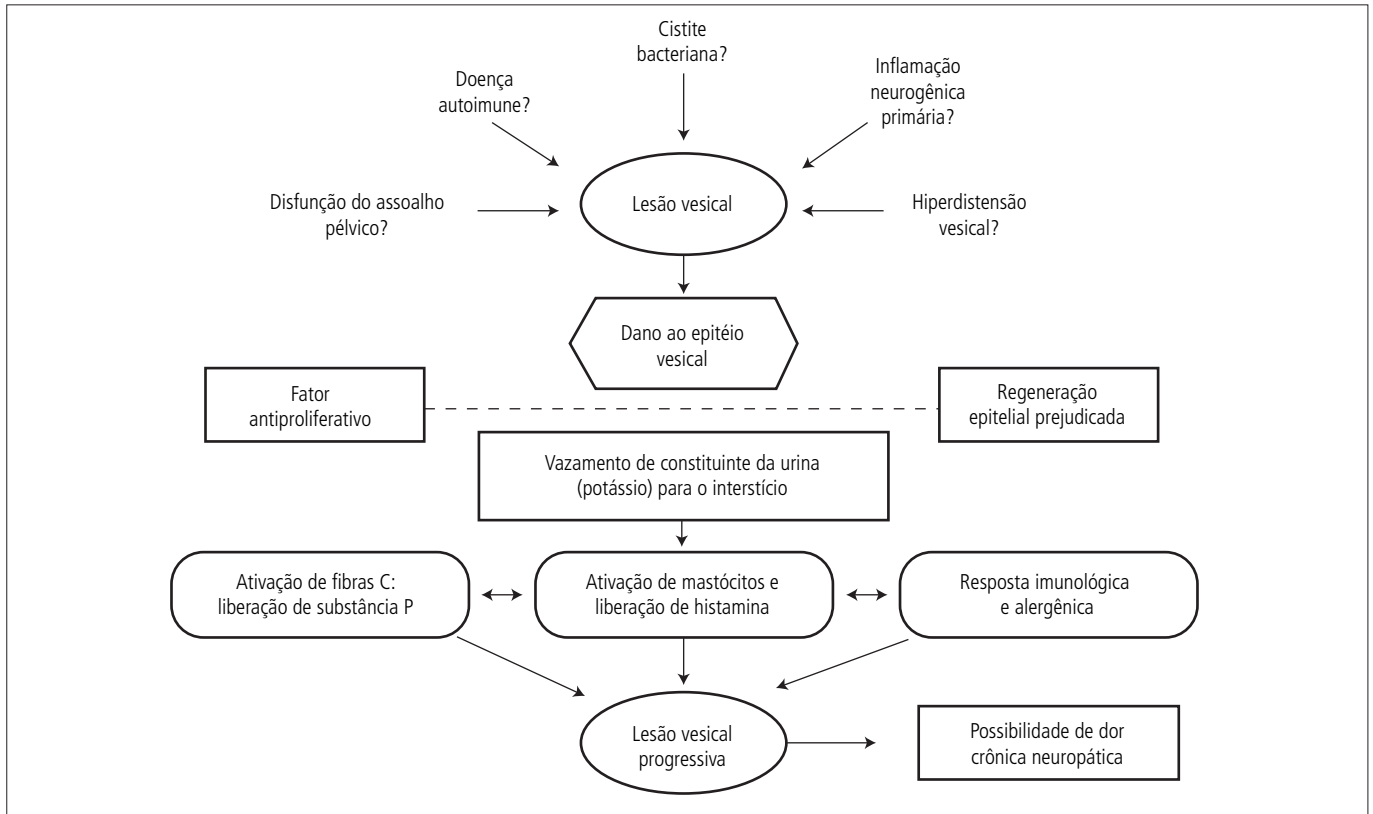 Cistite
bacteriana?
Doença
autoimune?
Inflamação
neurogênica
primária?
Disfunção do assoalho
pélvico?
Lesão vesical
Hiperdistensão
vesical?
Dano ao epitéio
vesical
Fator
antiproliferativo
Regeneração
epitelial prejudicada
Vazamento de constituinte da urina
(potássio) para o interstício
Ativação de fibras C:
liberação de substância P
Ativação de mastócitos e
liberação de histamina
Resposta imunológica
e alergênica
Lesão vesical
progressiva
Possibilidade de dor
crônica neuropática